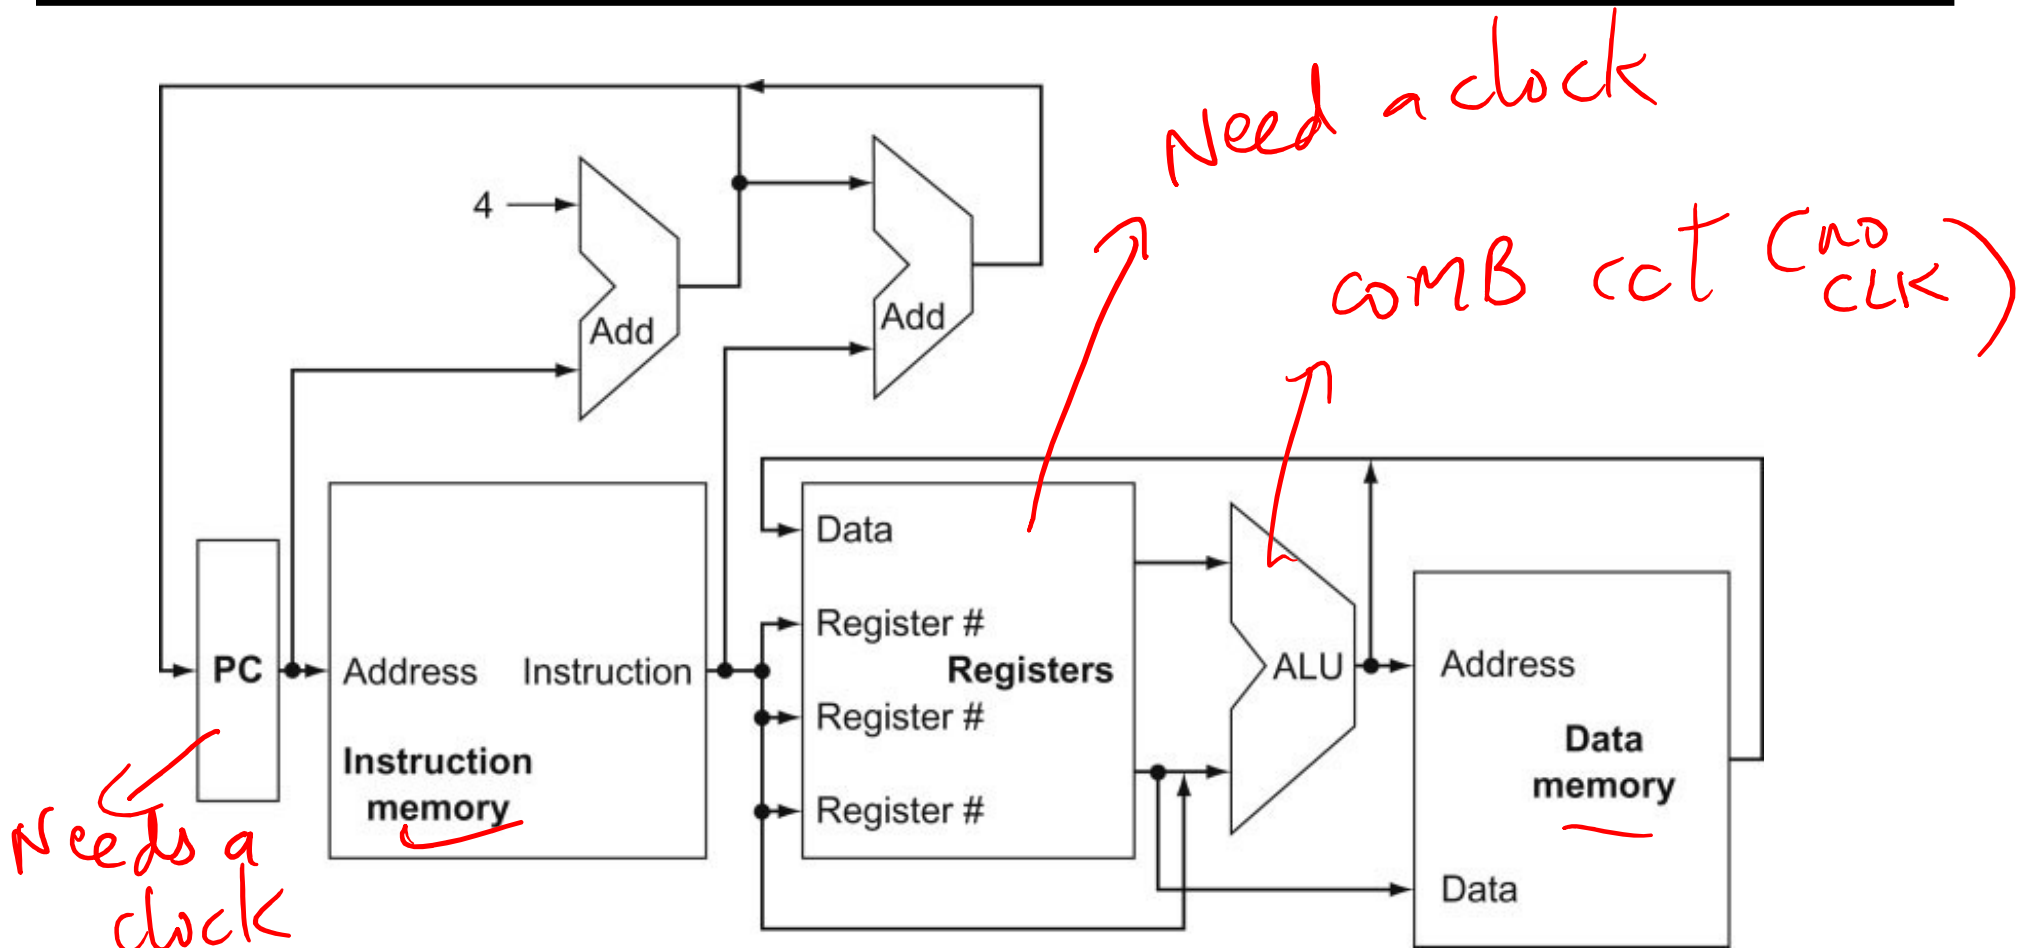 Need a clock
4
Add
Add
comB cct (no CLK)
Data
Register #
PC
Address
Instruction
Registers
ALU
Address
Register #
Instruction
memory
Data
memory
Register #
Needs a
clock
Data